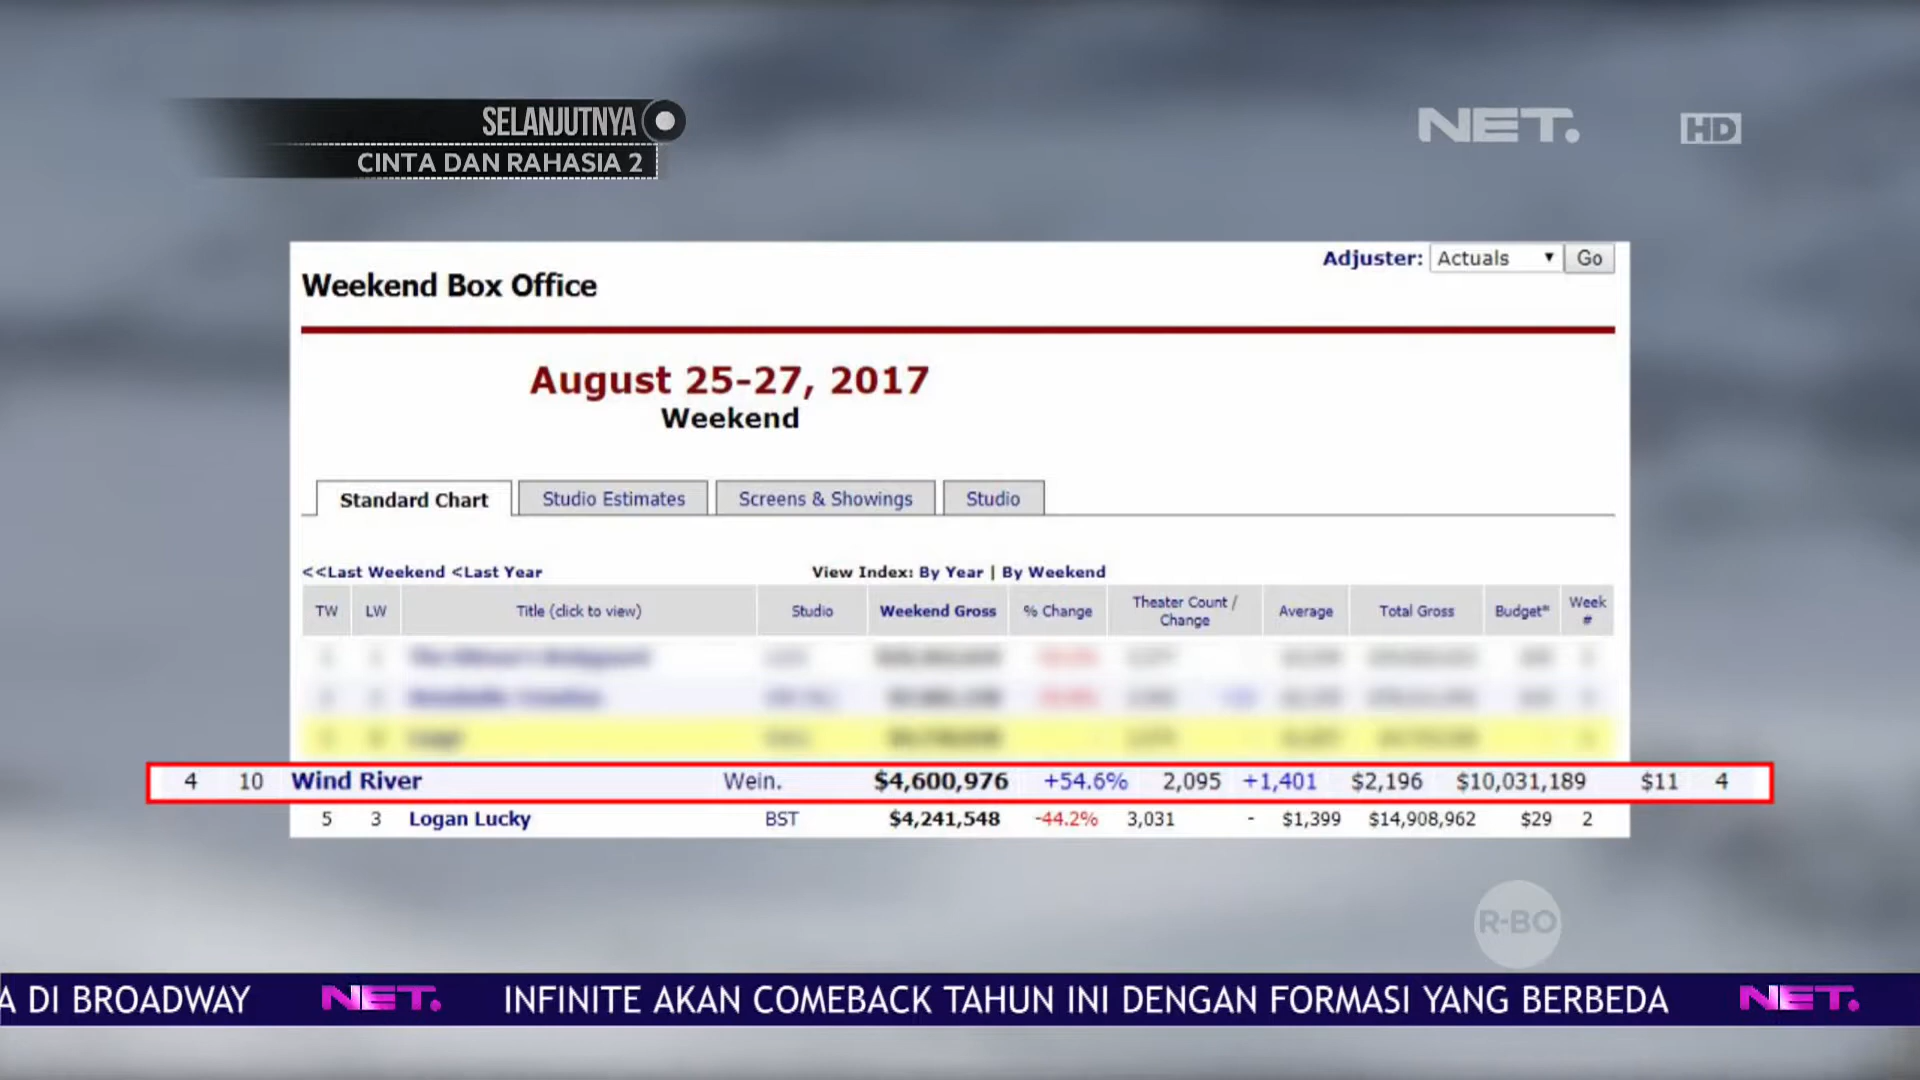 SELANJUTNYA
CINTA DAN RAHASIA 2
NET.
HD
Adjuster: Actuals Go
Weekend Box Office
August 25-27, 2017
Weekend
Standard Chart Studio Estimates Screens & Showings Studio
<<Last Weekend <Last Year View Index: By Year | By Weekend
TW LW Title (click to view) Studio Weekend Gross % Change Theater Count / Change Average Total Gross Budget* Week #
4 10 Wind River Wein. $4,600,976 +54.6% 2,095 +1,401 $2,196 $10,031,189 $11 4
5 3 Logan Lucky BST $4,241,548 -44.2% 3,031 - $1,399 $14,908,962 $29 2
R-BO
A DI BROADWAY NET. INFINITE AKAN COMEBACK TAHUN INI DENGAN FORMASI YANG BERBEDA NET.